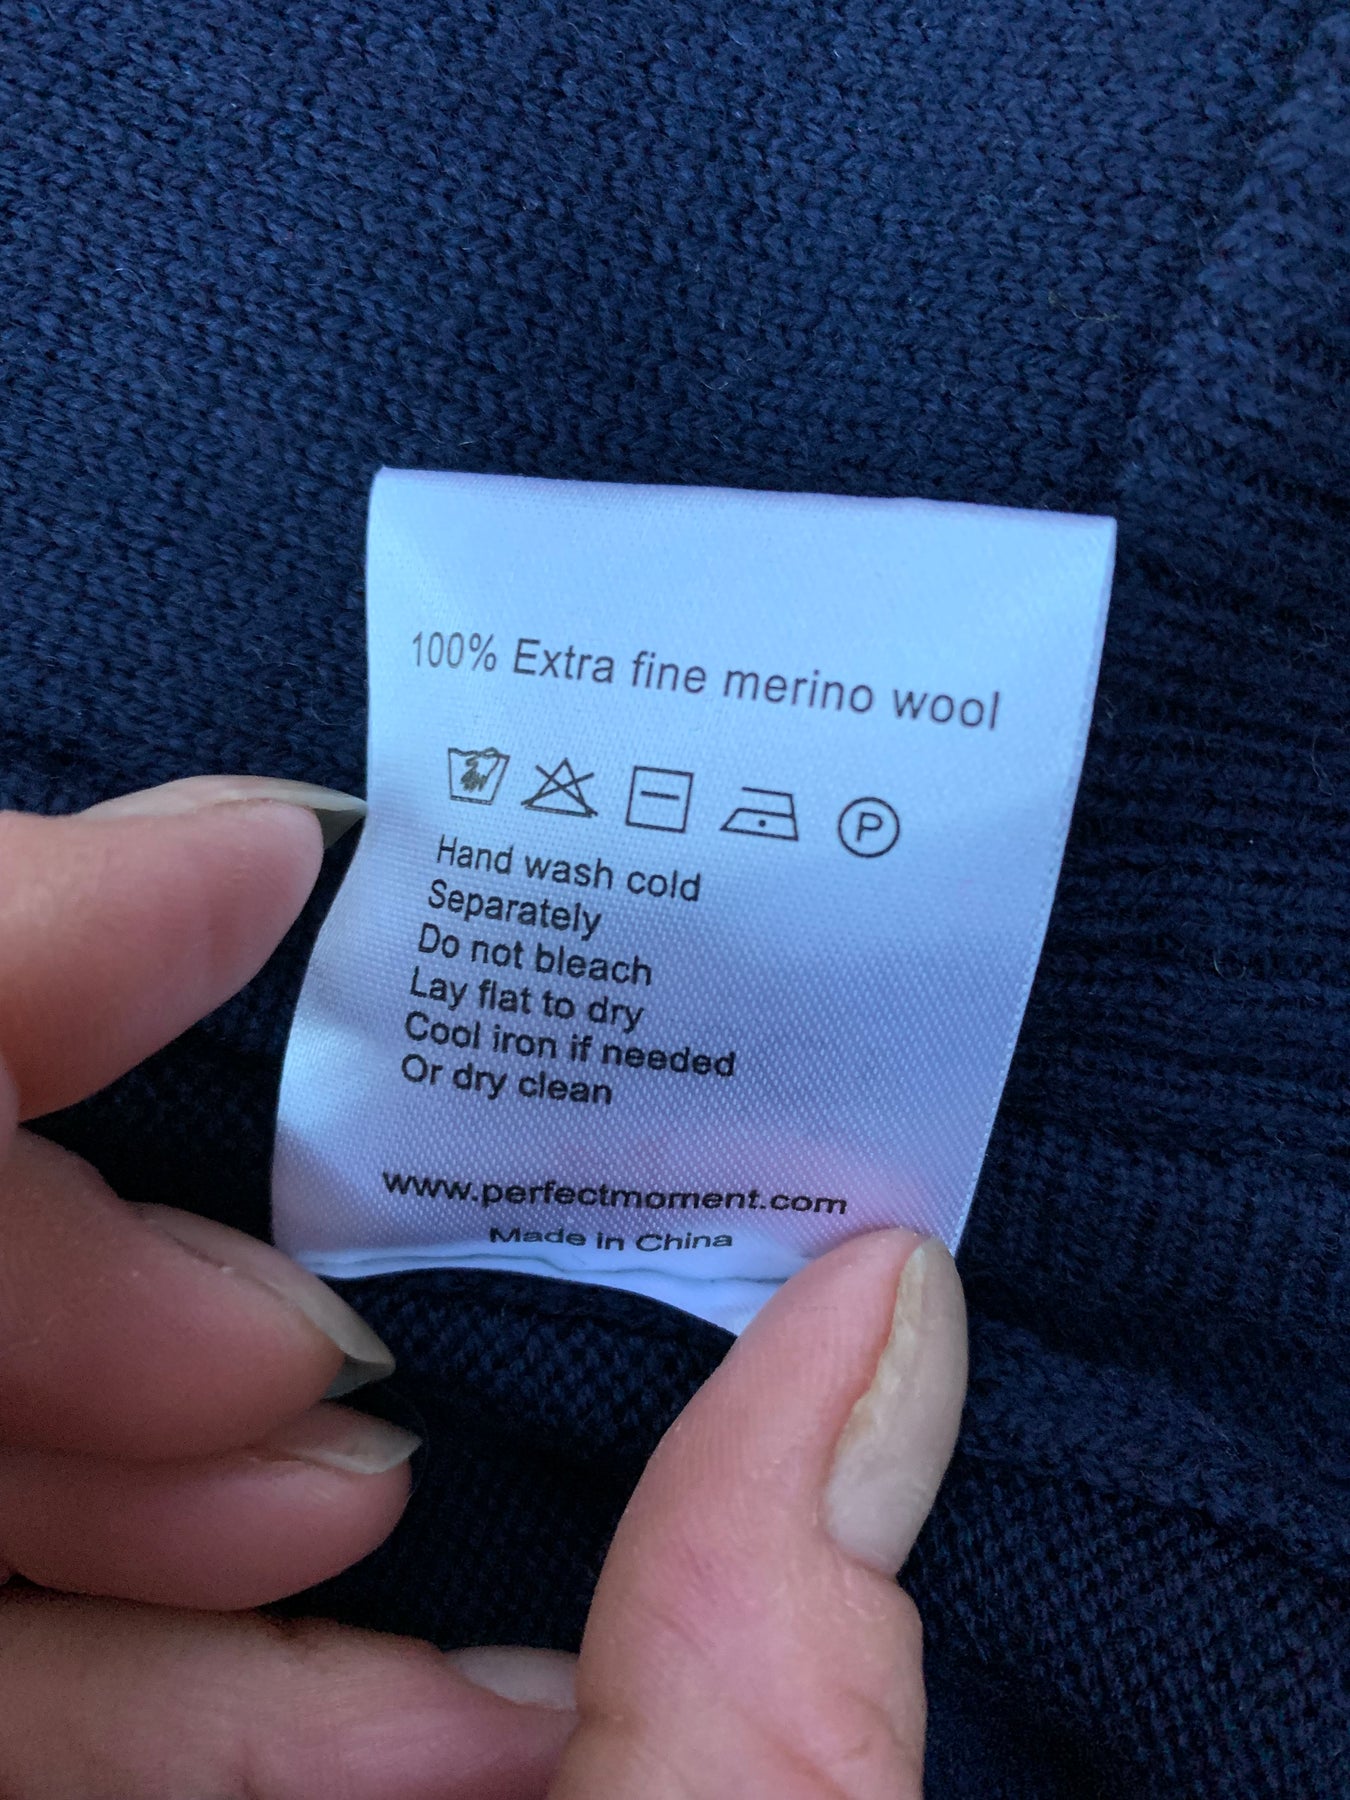 100% Extra fine merino wool
P
Hand wash cold
Separately
Do not bleach
Lay flat to dry
Cool iron if needed
Or dry clean
www.perfectmoment.com
Made in China